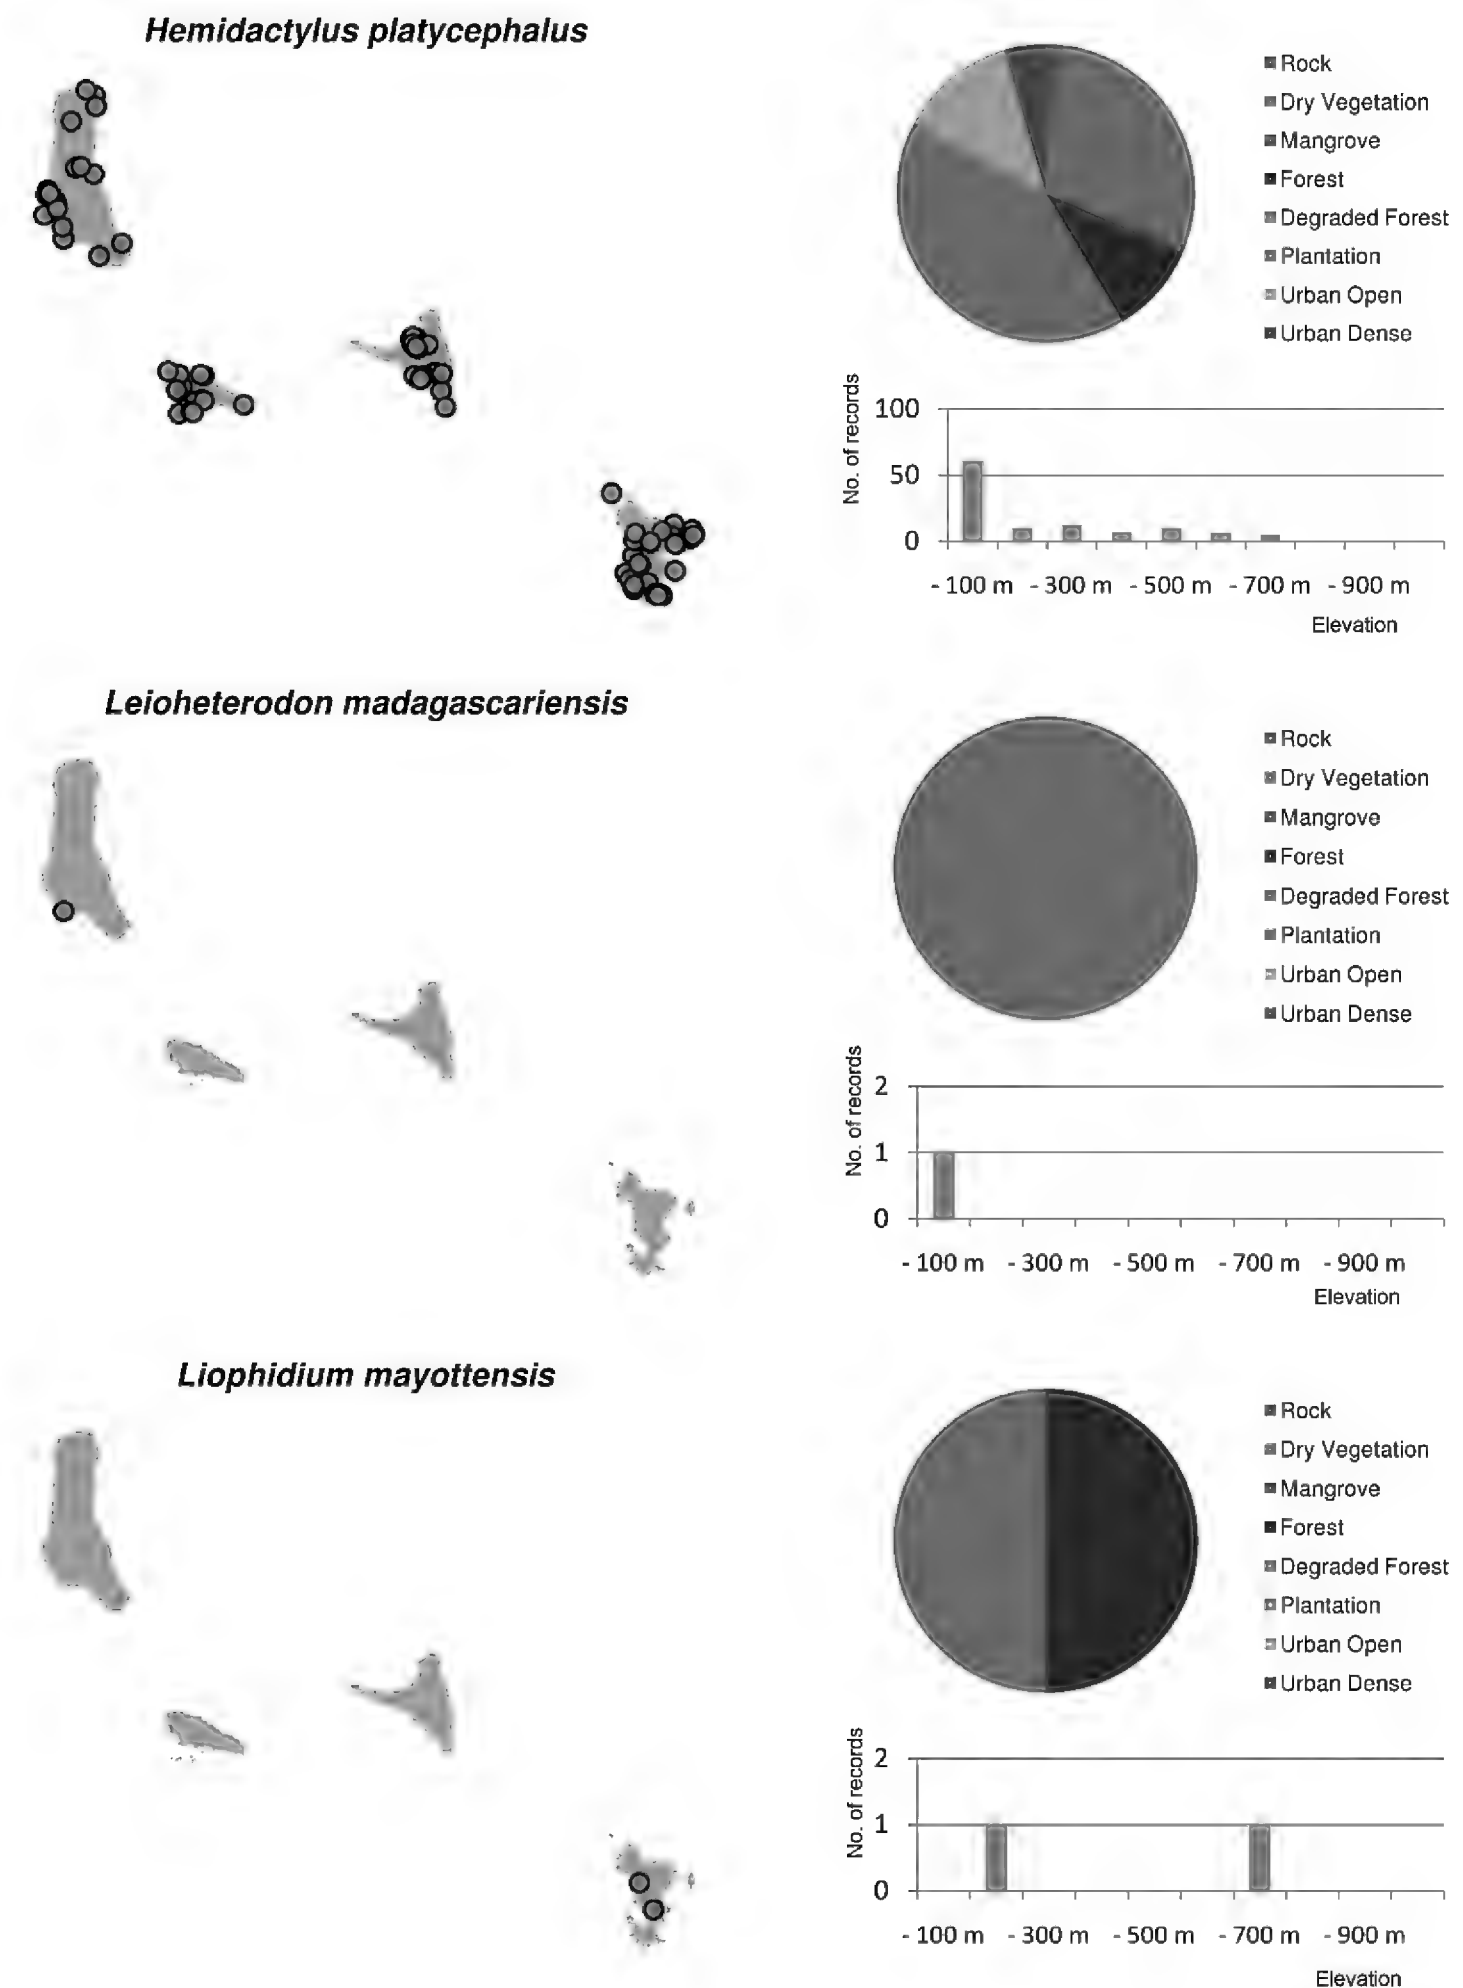 Hemidactylus platycephalus
Rock
Dry Vegetation
Mangrove
Forest
Degraded Forest
Plantation
Urban Open
Urban Dense
No. of records
100
50
0
- 100 m - 300 m - 500 m - 700 m - 900 m
Elevation
Leioheterodon madagascariensis
Rock
Dry Vegetation
Mangrove
Forest
Degraded Forest
Plantation
Urban Open
Urban Dense
No. of records
2
1
0
- 100 m - 300 m - 500 m - 700 m - 900 m
Elevation
Liophidium mayottensis
Rock
Dry Vegetation
Mangrove
Forest
Degraded Forest
Plantation
Urban Open
Urban Dense
No. of records
2
1
0
- 100 m - 300 m - 500 m - 700 m - 900 m
Elevation